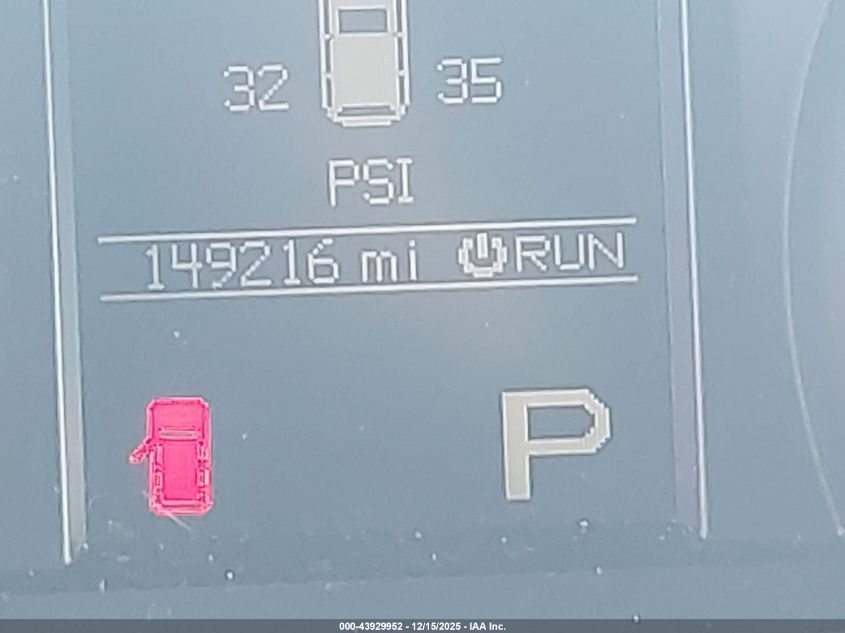 32 35
PSI
149216 mi RUN
P
000-43929952 - 12/15/2025 - IAA Inc.